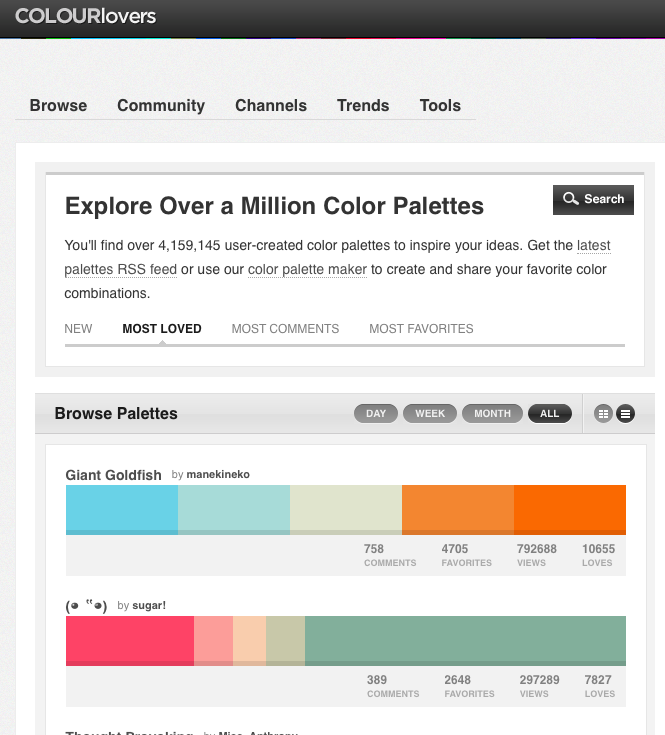 COLOURlovers
Browse Community Channels Trends Tools
Explore Over a Million Color Palettes
Search
You'll find over 4,159,145 user-created color palettes to inspire your ideas. Get the latest
palettes RSS feed or use our color palette maker to create and share your favorite color
combinations.
NEW MOST LOVED MOST COMMENTS MOST FAVORITES
Browse Palettes DAY WEEK MONTH ALL
Giant Goldfish by manekineko
758 4705 792688 10655
COMMENTS FAVORITES VIEWS LOVES
(◕ ‟◕) by sugar!
389 2648 297289 7827
COMMENTS FAVORITES VIEWS LOVES
Thought Provoking by Miss_Anthropy